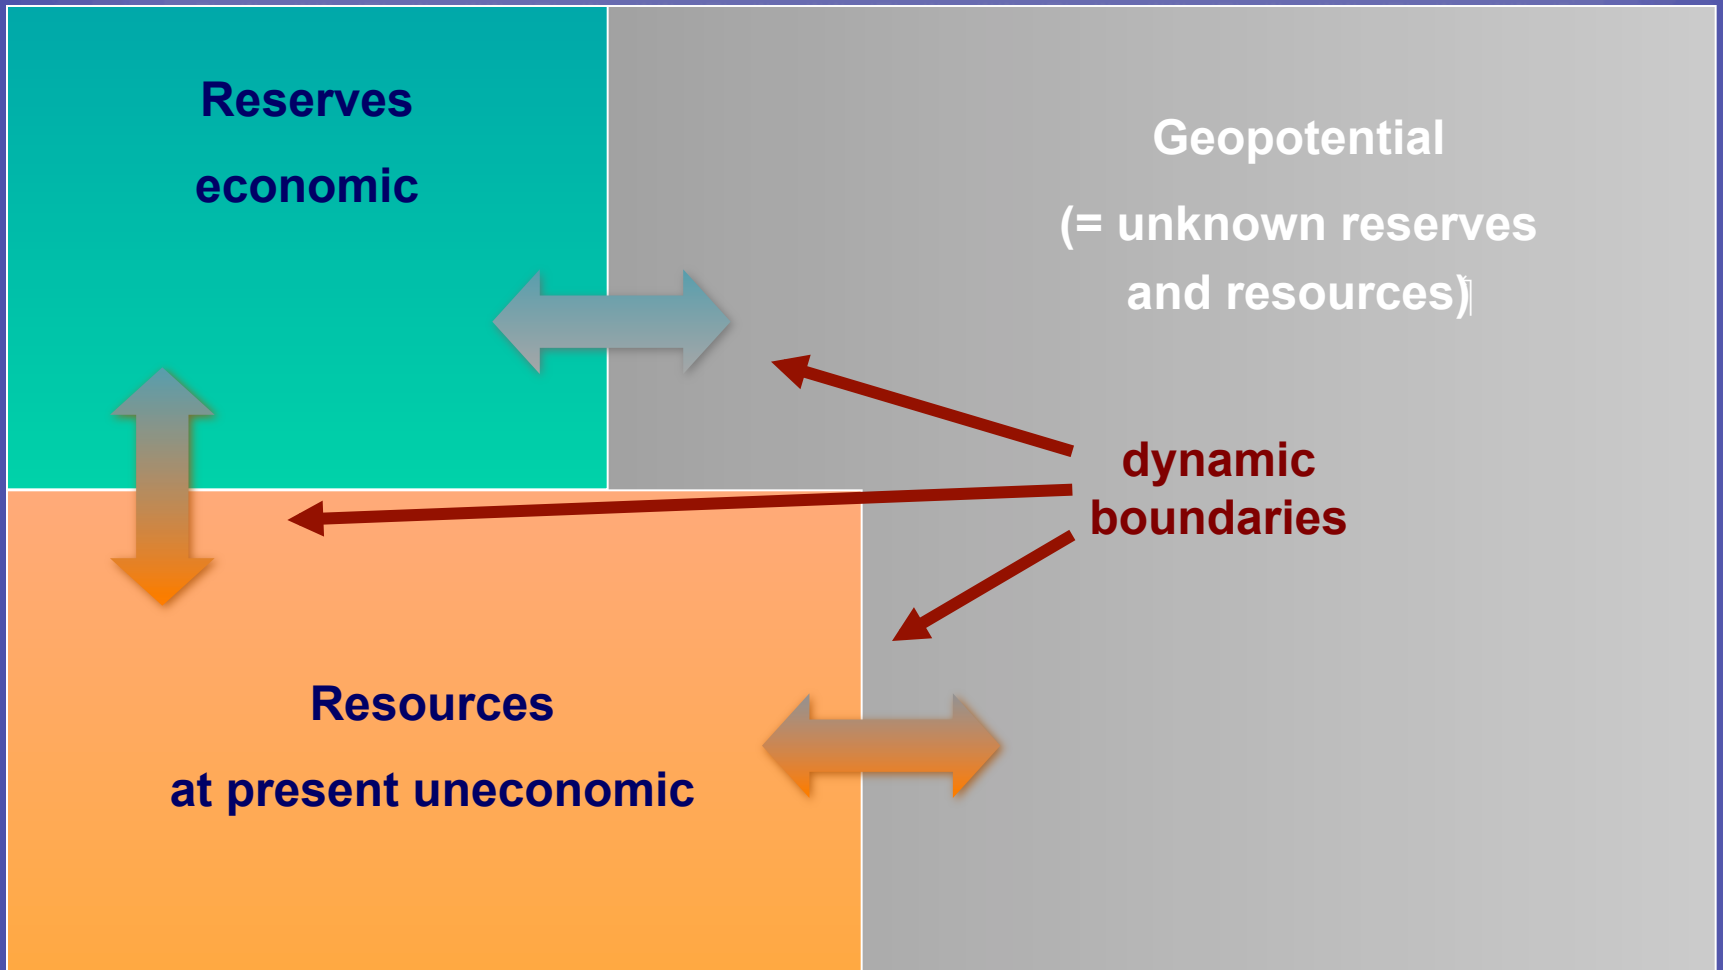 Reserves
economic
Geopotential
(= unknown reserves
and resources)
dynamic
boundaries
Resources
at present uneconomic